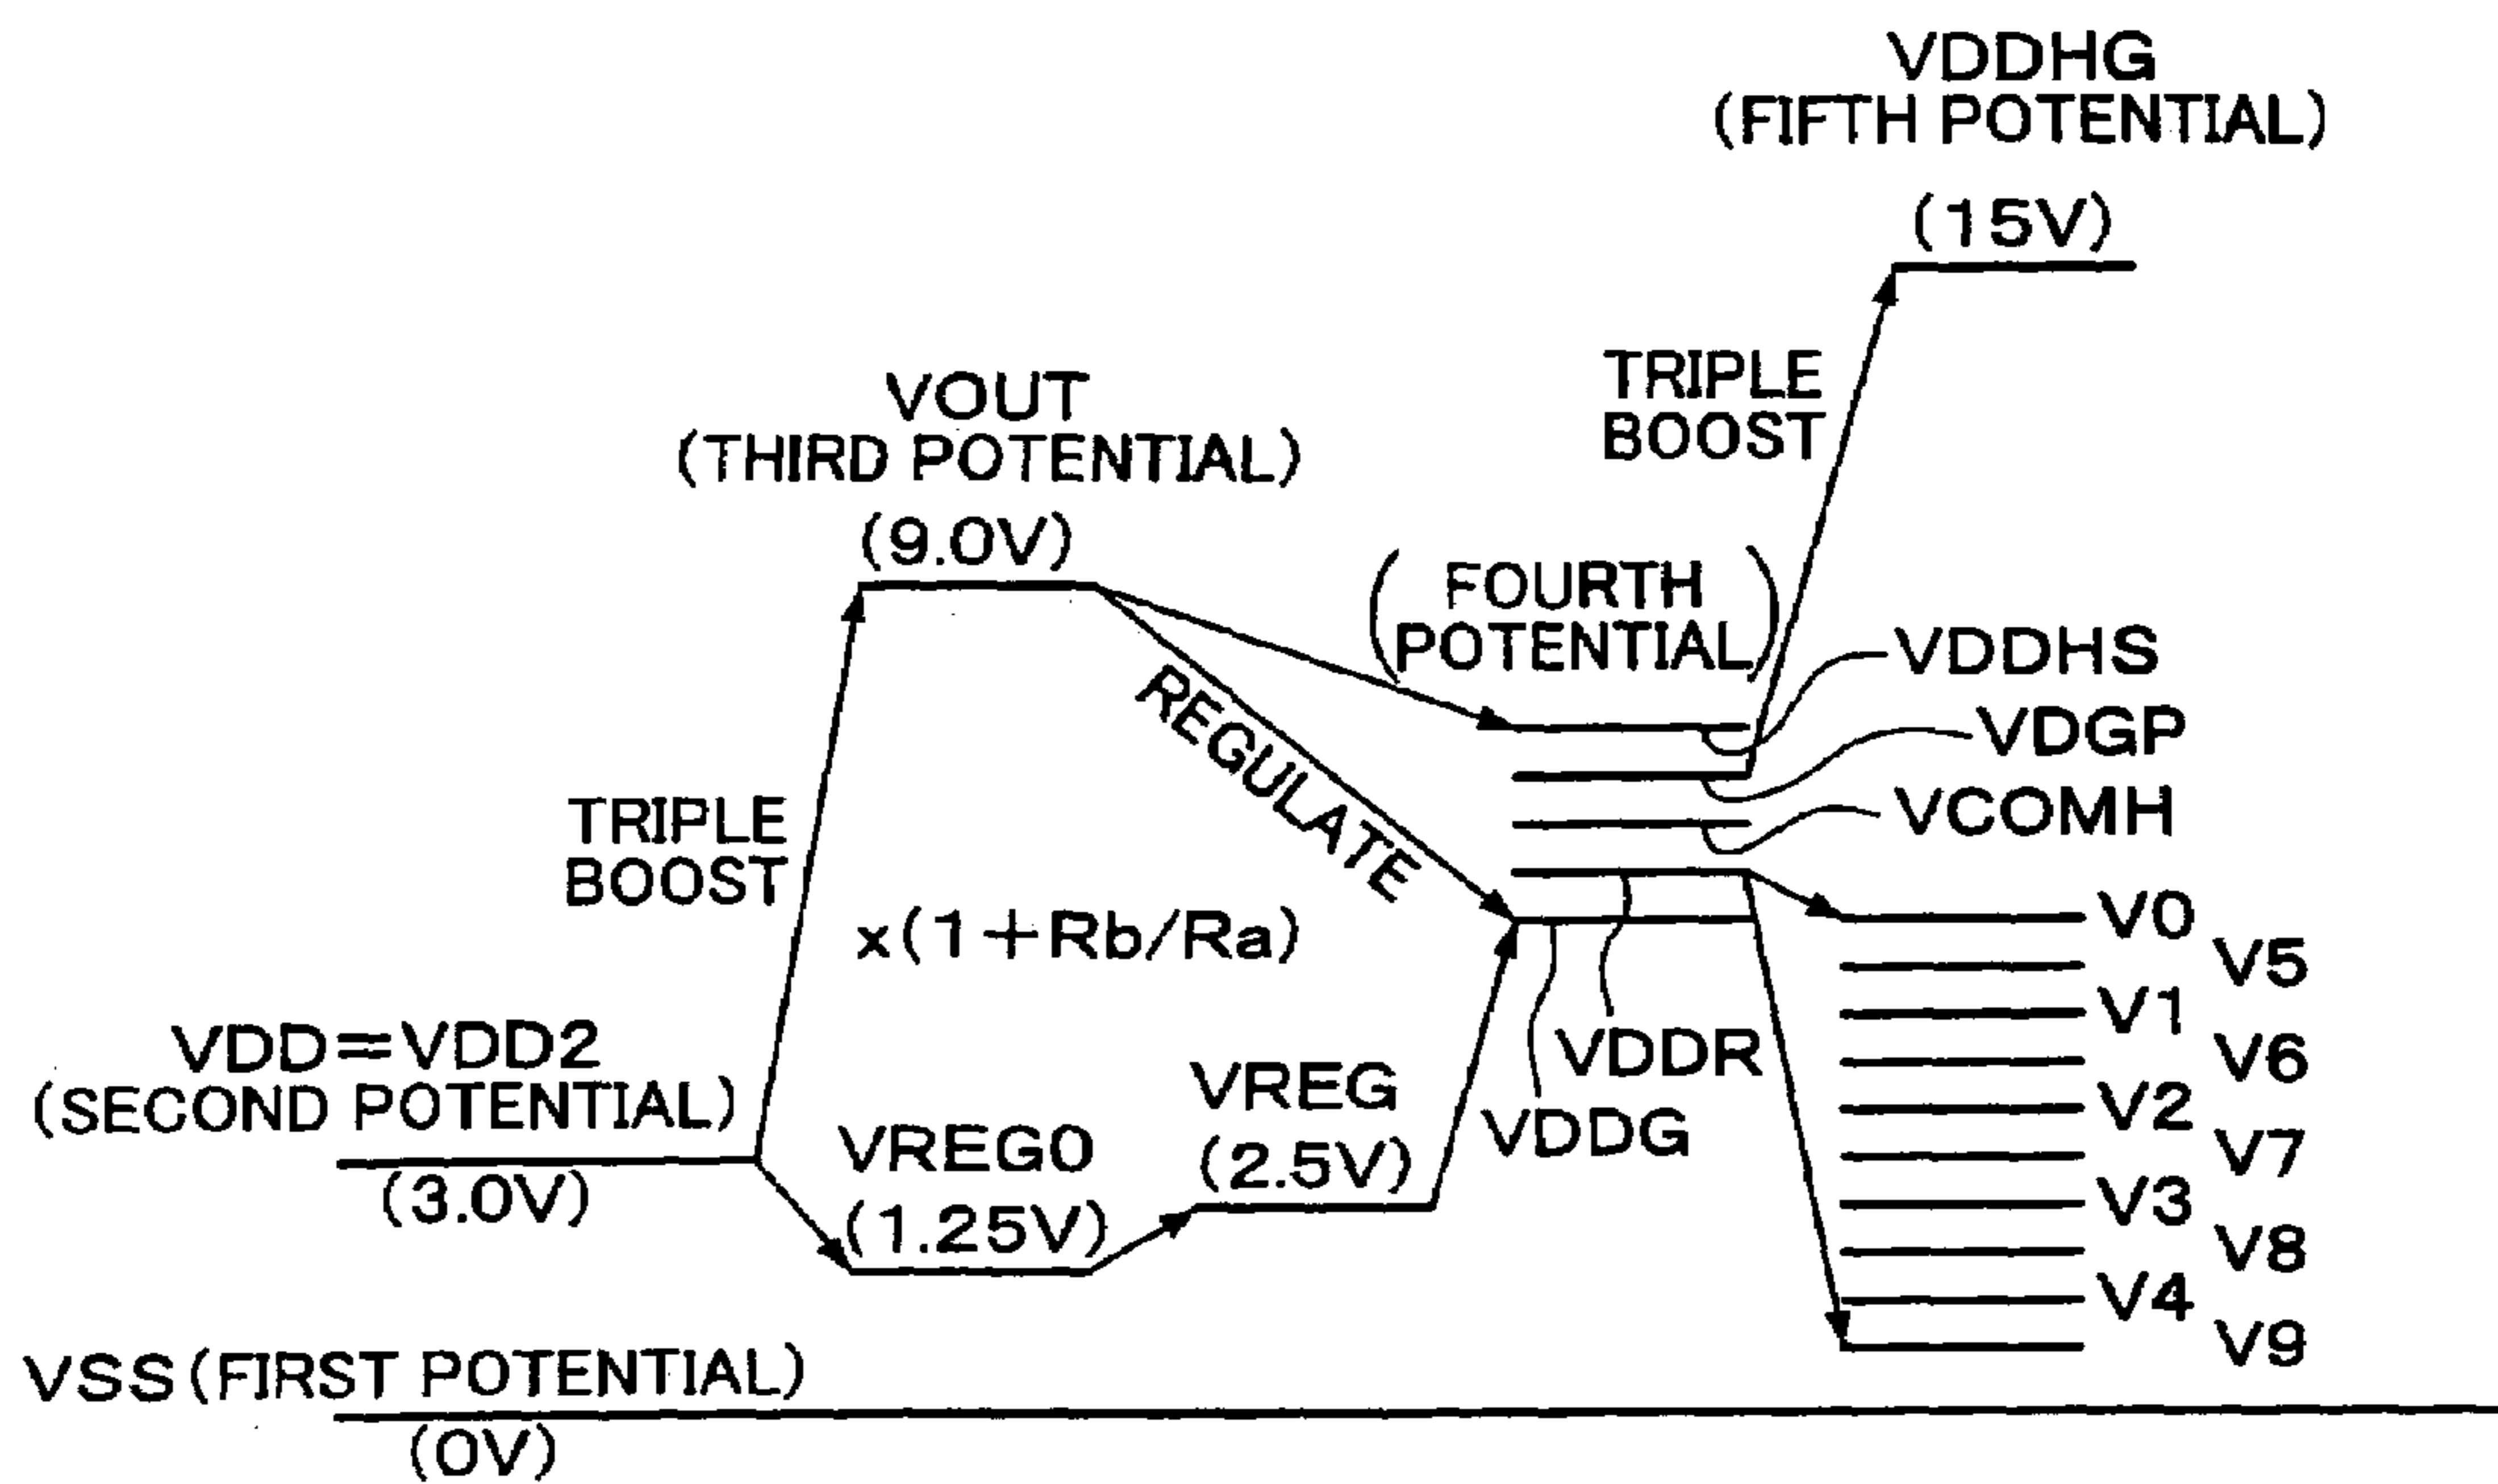 VDDHG
(FIFTH POTENTIAL)
(15V)
TRIPLE
BOOST
VOUT
(THIRD POTENTIAL)
(9.0V)
(FOURTH
POTENTIAL)
VDDHS
VDGP
VCOMH
REGULATE
TRIPLE
BOOST
x(1+Rb/Ra)
V0
V5
V1
V6
V2
V7
V3
V8
V4
V9
VDD=VDD2
(SECOND POTENTIAL)
(3.0V)
VREG0
(1.25V)
VREG
(2.5V)
VDDR
VDDG
VSS(FIRST POTENTIAL)
(0V)